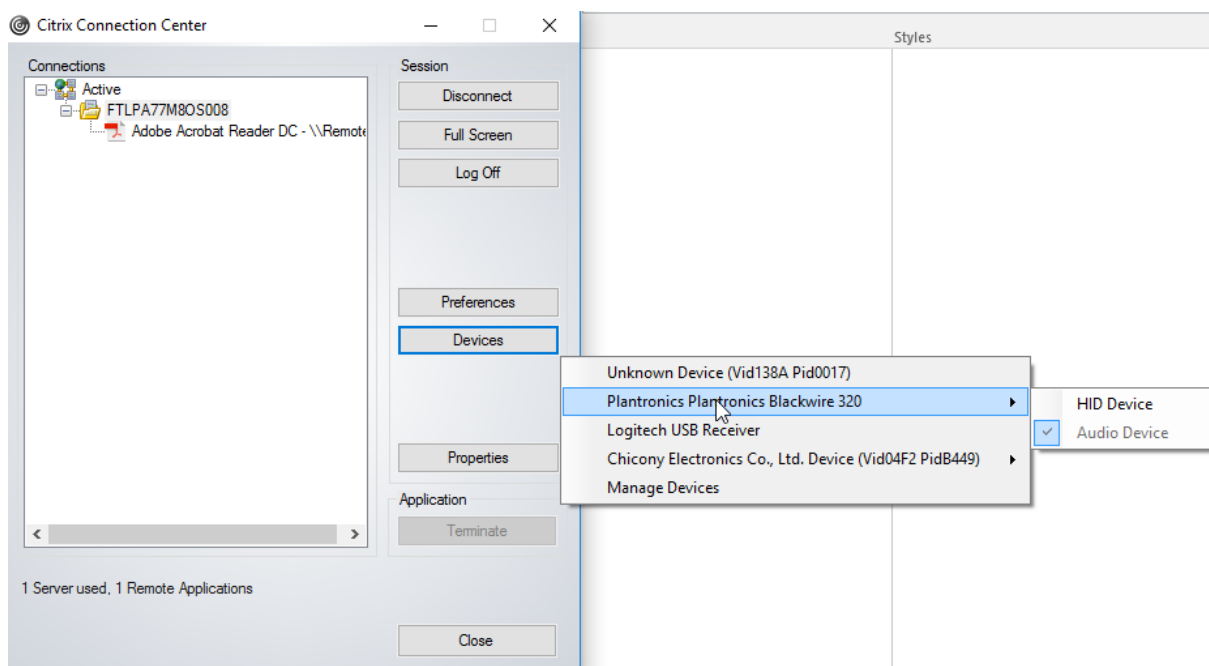 Citrix Connection Center
Styles
Connections
Active
FTLPA77M8OS008
Adobe Acrobat Reader DC - \\Remote
Session
Disconnect
Full Screen
Log Off
Preferences
Devices
Unknown Device (Vid138A Pid0017)
Plantronics Plantronics Blackwire 320
Logitech USB Receiver
Chicony Electronics Co., Ltd. Device (Vid04F2 PidB449)
Manage Devices
HID Device
Audio Device
Properties
Application
Terminate
1 Server used, 1 Remote Applications
Close